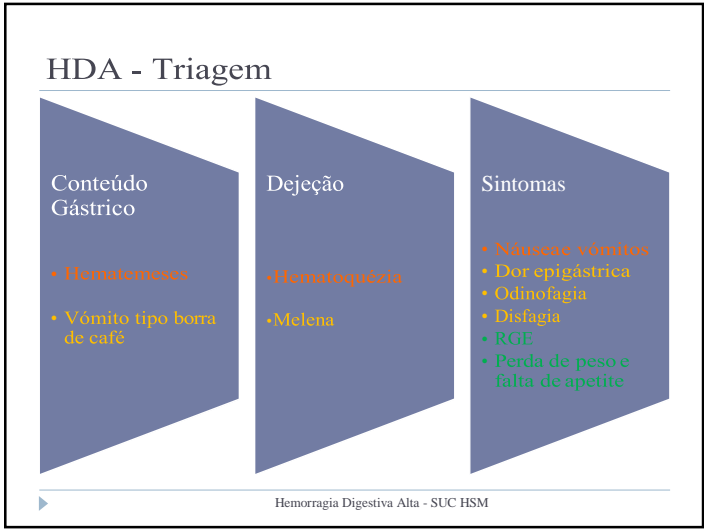 HDA - Triagem
Conteúdo
Gástrico
• Hematemeses
• Vómito tipo borra
de café
Dejeção
•Hematoquézia
•Melena
Sintomas
• Náuseae vómitos
• Dor epigástrica
• Odinofagia
• Disfagia
• RGE
• Perda de peso e
falta de apetite
Hemorragia Digestiva Alta - SUC HSM